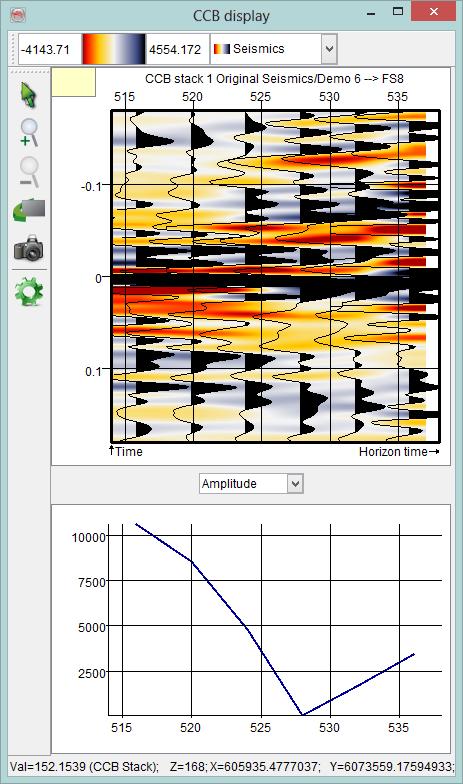 CCB display
-4143.71 4554.172 Seismics
CCB stack 1 Original Seismics/Demo 6 --> FS8
515 520 525 530 535
-0.1
0
0.1
Time Horizon time
Amplitude
10000
7500
5000
2500
515 520 525 530 535
Val=152.1539 (CCB Stack); Z=168; X=605935.4777037; Y=6073559.17594933;